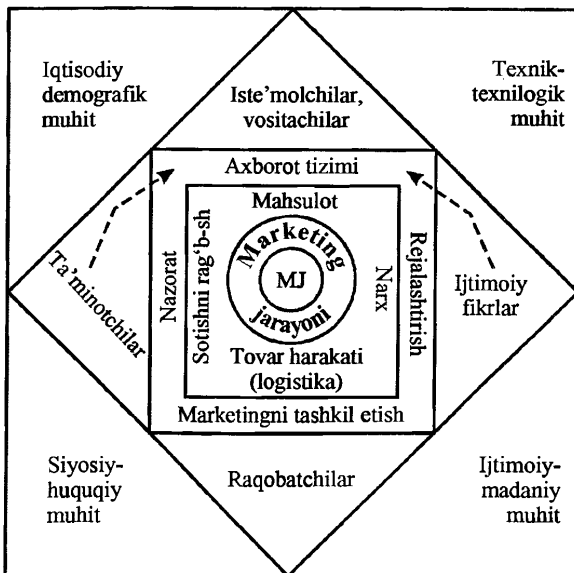 Iqtisodiy
demografik
muhit
Texnik-
texnilogik
muhit
Iste’molchilar,
vositachilar
Axborot tizimi
Mahsulot
Ta’minotchilar
Nazorat
Sotishni rag‘b-sh
Marketing
MJ
jarayoni
Narx
Rejalashtirish
Ijtimoiy
fikrlar
Tovar harakati
(logistika)
Marketingni tashkil etish
Siyosiy-
huquqiy
muhit
Raqobatchilar
Ijtimoiy-
madaniy
muhit